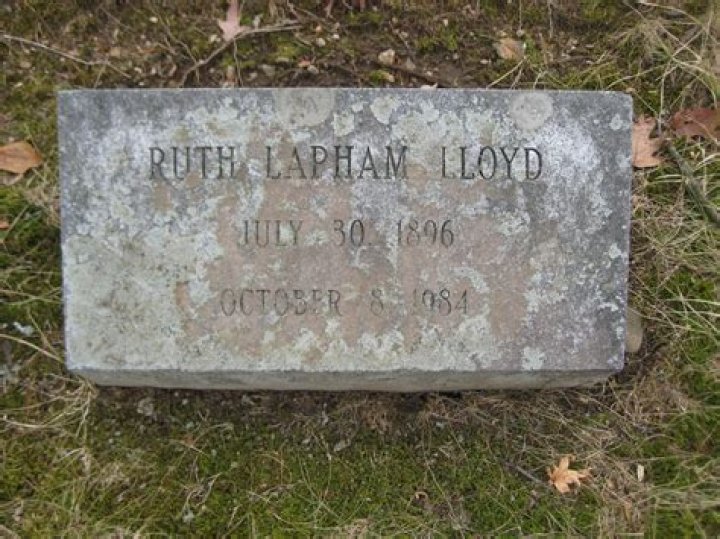 RUTH LAPHAM LLOYD
JULY 30, 1896
OCTOBER 8, 1984